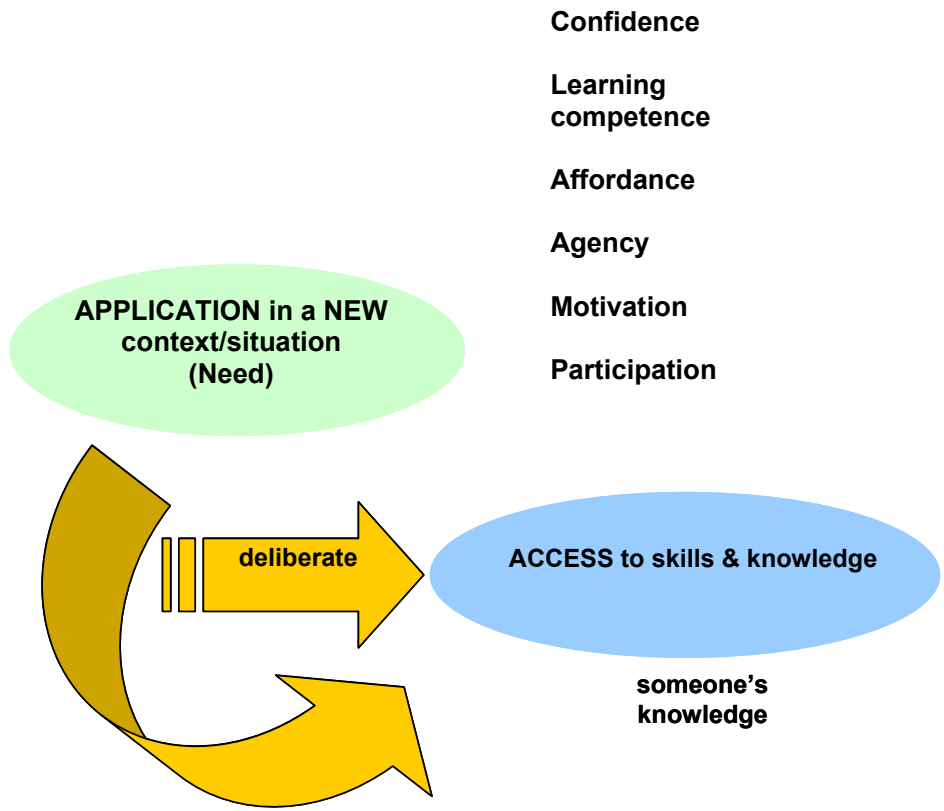 Confidence
Learning
competence
Affordance
Agency
Motivation
Participation
APPLICATION in a NEW
context/situation
(Need)
deliberate
ACCESS to skills & knowledge
someone's
knowledge